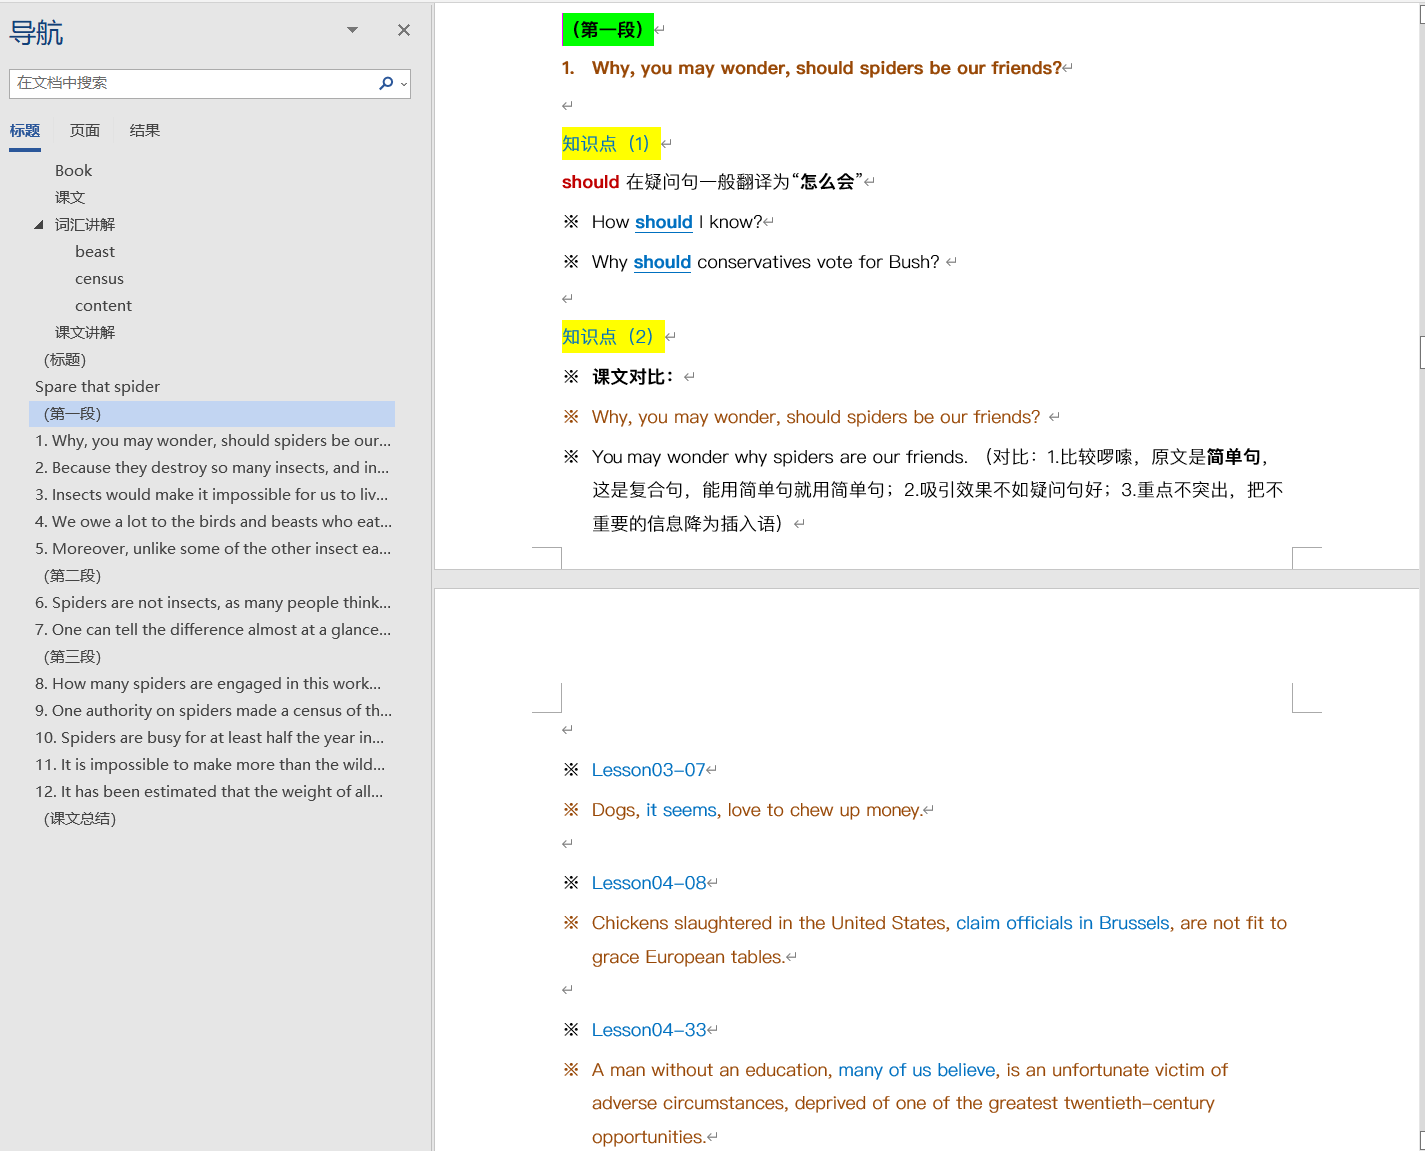 导航
在文档中搜索
标题 页面 结果
Book
课文
词汇讲解
beast
census
content
课文讲解
(标题)
Spare that spider
(第一段)
1. Why, you may wonder, should spiders be our...
2. Because they destroy so many insects, and in...
3. Insects would make it impossible for us to liv...
4. We owe a lot to the birds and beasts who eat...
5. Moreover, unlike some of the other insect ea...
(第二段)
6. Spiders are not insects, as many people think...
7. One can tell the difference almost at a glance...
(第三段)
8. How many spiders are engaged in this work...
9. One authority on spiders made a census of th...
10. Spiders are busy for at least half the year in...
11. It is impossible to make more than the wild...
12. It has been estimated that the weight of all...
(课文总结)
（第一段）
1. Why, you may wonder, should spiders be our friends?
知识点（1）
should 在疑问句一般翻译为“怎么会”
※ How should I know?
※ Why should conservatives vote for Bush?
知识点（2）
※ 课文对比：
※ Why, you may wonder, should spiders be our friends?
※ You may wonder why spiders are our friends. （对比：1.比较啰嗦，原文是简单句，
这是复合句，能用简单句就用简单句；2.吸引效果不如疑问句好；3.重点不突出，把不
重要的信息降为插入语）
※ Lesson03-07
※ Dogs, it seems, love to chew up money.
※ Lesson04-08
※ Chickens slaughtered in the United States, claim officials in Brussels, are not fit to
grace European tables.
※ Lesson04-33
※ A man without an education, many of us believe, is an unfortunate victim of
adverse circumstances, deprived of one of the greatest twentieth-century
opportunities.